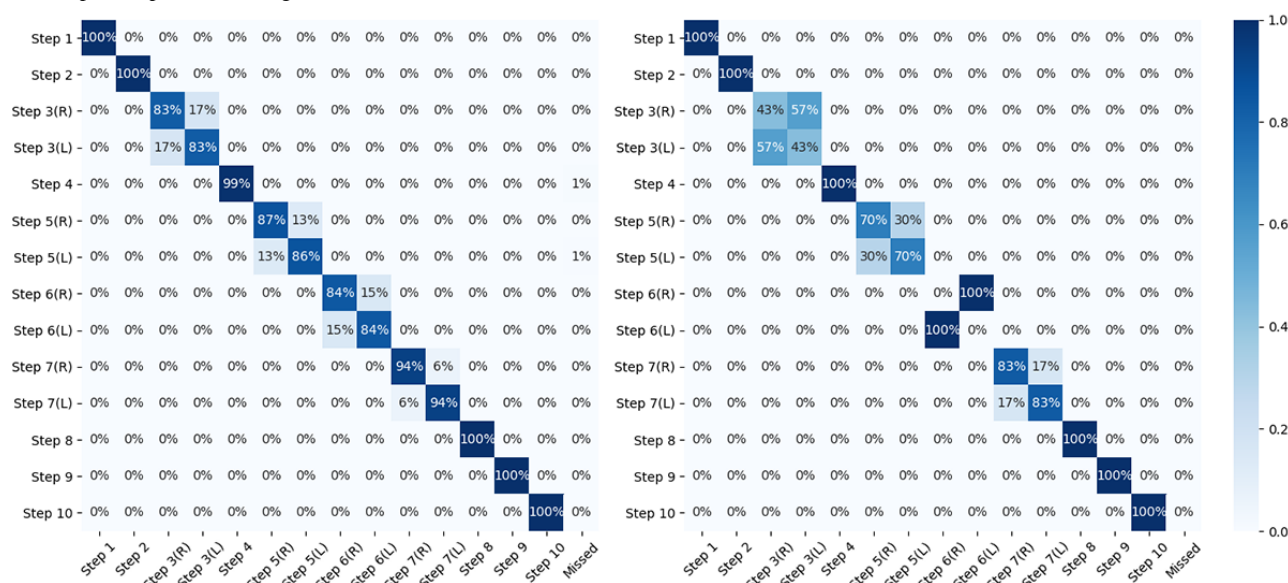 Step 1 100% 0% 0% 0% 0% 0% 0% 0% 0% 0% 0% 0% 0% 0% 0%
Step 2 0% 100% 0% 0% 0% 0% 0% 0% 0% 0% 0% 0% 0% 0% 0%
Step 3(R) 0% 0% 83% 17% 0% 0% 0% 0% 0% 0% 0% 0% 0% 0% 0%
Step 3(L) 0% 0% 17% 83% 0% 0% 0% 0% 0% 0% 0% 0% 0% 0% 0%
Step 4 0% 0% 0% 0% 99% 0% 0% 0% 0% 0% 0% 0% 0% 0% 1%
Step 5(R) 0% 0% 0% 0% 0% 87% 13% 0% 0% 0% 0% 0% 0% 0% 0%
Step 5(L) 0% 0% 0% 0% 0% 13% 86% 0% 0% 0% 0% 0% 0% 0% 1%
Step 6(R) 0% 0% 0% 0% 0% 0% 0% 84% 15% 0% 0% 0% 0% 0% 0%
Step 6(L) 0% 0% 0% 0% 0% 0% 0% 15% 84% 0% 0% 0% 0% 0% 0%
Step 7(R) 0% 0% 0% 0% 0% 0% 0% 0% 0% 94% 6% 0% 0% 0% 0%
Step 7(L) 0% 0% 0% 0% 0% 0% 0% 0% 0% 6% 94% 0% 0% 0% 0%
Step 8 0% 0% 0% 0% 0% 0% 0% 0% 0% 0% 0% 100% 0% 0% 0%
Step 9 0% 0% 0% 0% 0% 0% 0% 0% 0% 0% 0% 0% 100% 0% 0%
Step 10 0% 0% 0% 0% 0% 0% 0% 0% 0% 0% 0% 0% 0% 100% 0%
Step 1 Step 2 Step 3(R) Step 3(L) Step 4 Step 5(R) Step 5(L) Step 6(R) Step 6(L) Step 7(R) Step 7(L) Step 8 Step 9 Step 10 Missed
Step 1 100% 0% 0% 0% 0% 0% 0% 0% 0% 0% 0% 0% 0% 0% 0%
Step 2 0% 100% 0% 0% 0% 0% 0% 0% 0% 0% 0% 0% 0% 0% 0%
Step 3(R) 0% 0% 43% 57% 0% 0% 0% 0% 0% 0% 0% 0% 0% 0% 0%
Step 3(L) 0% 0% 57% 43% 0% 0% 0% 0% 0% 0% 0% 0% 0% 0% 0%
Step 4 0% 0% 0% 0% 100% 0% 0% 0% 0% 0% 0% 0% 0% 0% 0%
Step 5(R) 0% 0% 0% 0% 0% 70% 30% 0% 0% 0% 0% 0% 0% 0% 0%
Step 5(L) 0% 0% 0% 0% 0% 30% 70% 0% 0% 0% 0% 0% 0% 0% 0%
Step 6(R) 0% 0% 0% 0% 0% 0% 0% 0% 100% 0% 0% 0% 0% 0% 0%
Step 6(L) 0% 0% 0% 0% 0% 0% 0% 100% 0% 0% 0% 0% 0% 0% 0%
Step 7(R) 0% 0% 0% 0% 0% 0% 0% 0% 0% 83% 17% 0% 0% 0% 0%
Step 7(L) 0% 0% 0% 0% 0% 0% 0% 0% 0% 17% 83% 0% 0% 0% 0%
Step 8 0% 0% 0% 0% 0% 0% 0% 0% 0% 0% 0% 100% 0% 0% 0%
Step 9 0% 0% 0% 0% 0% 0% 0% 0% 0% 0% 0% 0% 100% 0% 0%
Step 10 0% 0% 0% 0% 0% 0% 0% 0% 0% 0% 0% 0% 0% 100% 0%
Step 1 Step 2 Step 3(R) Step 3(L) Step 4 Step 5(R) Step 5(L) Step 6(R) Step 6(L) Step 7(R) Step 7(L) Step 8 Step 9 Step 10 Missed
1.0
0.8
0.6
0.4
0.2
0.0